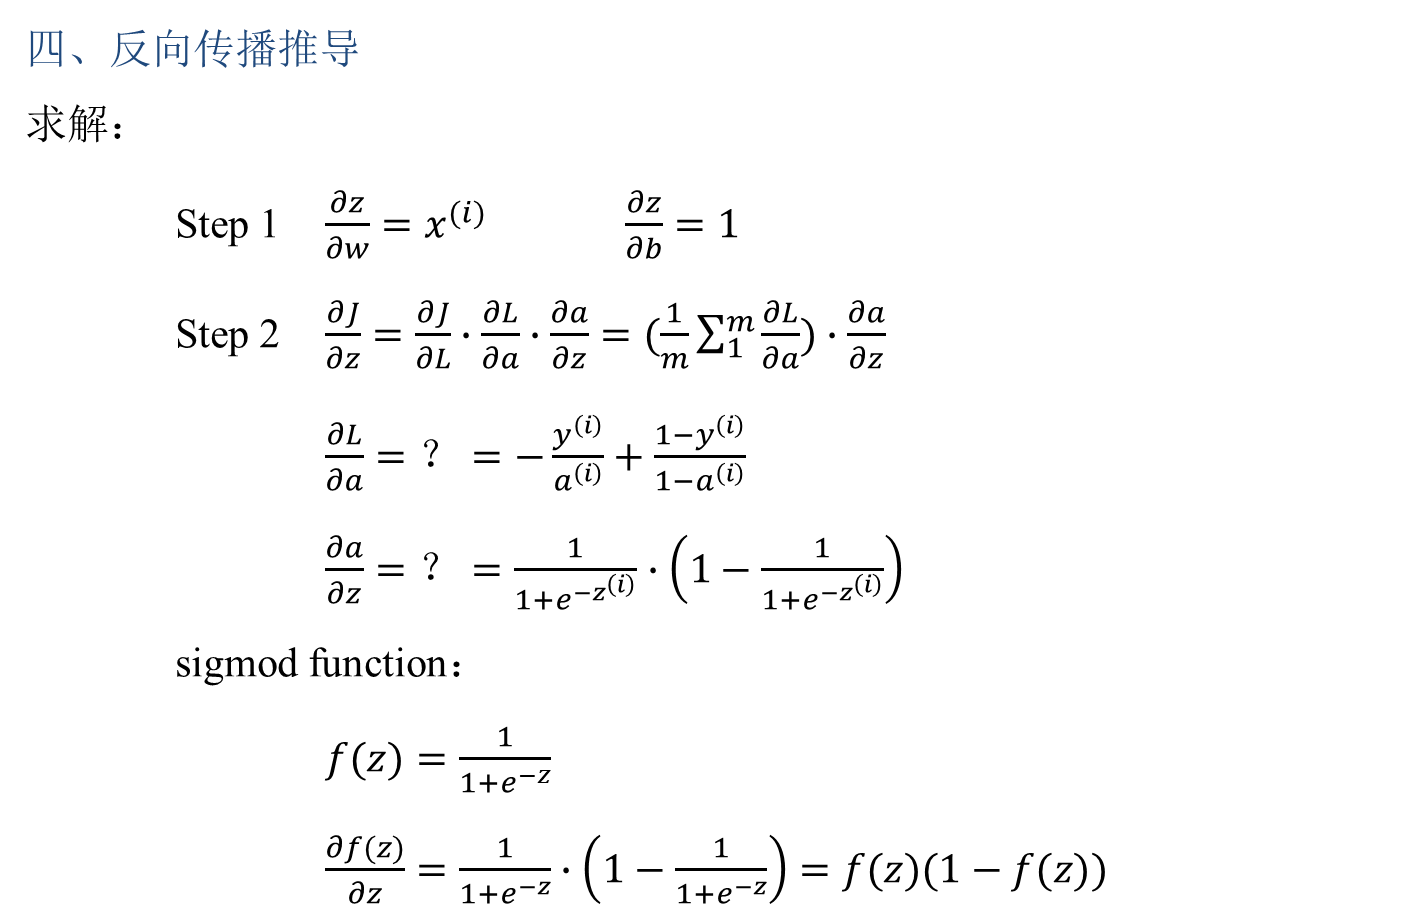 四、反向传播推导
求解：
Step 1 ∂z/∂w = x^(i) ∂z/∂b = 1
Step 2 ∂J/∂z = ∂J/∂L · ∂L/∂a · ∂a/∂z = (1/m ∑_1^m ∂L/∂a) · ∂a/∂z
∂L/∂a = ？ = − y^(i)/a^(i) + (1−y^(i))/(1−a^(i))
∂a/∂z = ？ = 1/(1+e^(−z^(i))) · (1 − 1/(1+e^(−z^(i))))
sigmod function：
f(z) = 1/(1+e^(−z))
∂f(z)/∂z = 1/(1+e^(−z)) · (1 − 1/(1+e^(−z))) = f(z)(1 − f(z))